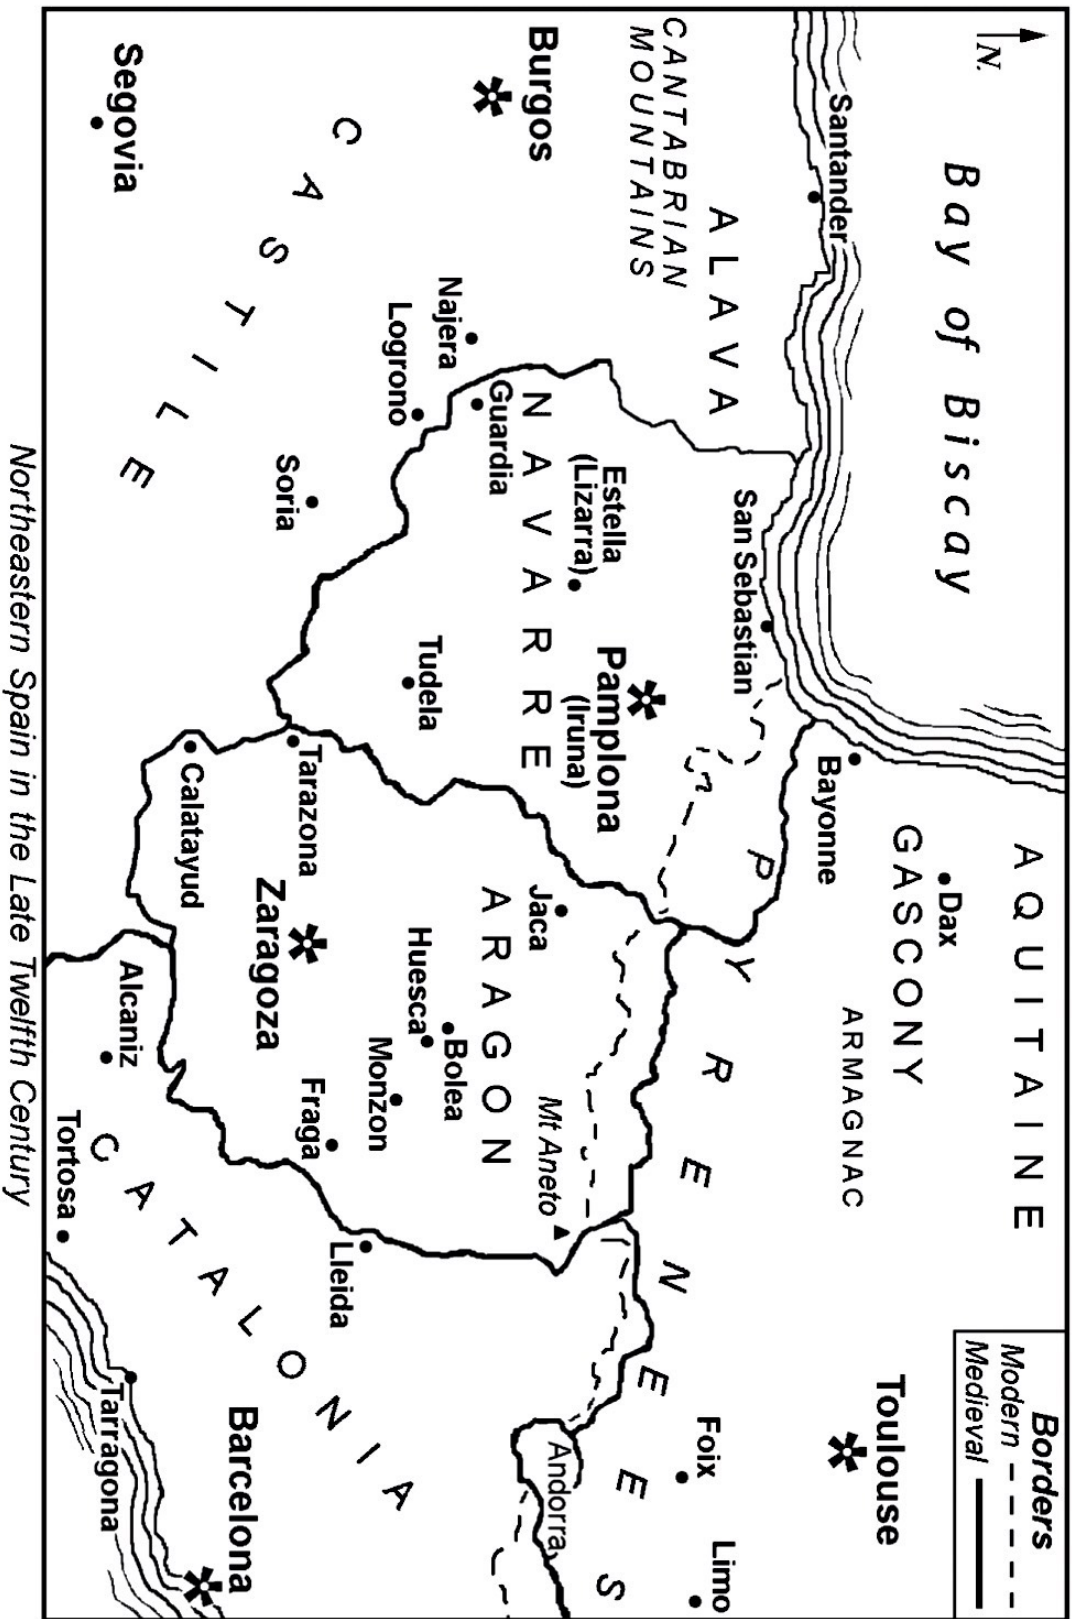 N.
Bay of Biscay
AQUITAINE
Borders
Modern
Medieval
Santander
Dax
GASCONY
Bayonne
ARMAGNAC
Toulouse
ALAVA
CANTABRIAN
MOUNTAINS
San Sebastian
PYRENEES
Foix
Limo
Burgos
Pamplona
(Iruna)
Estella
(Lizarra)
NAVARRE
Guardia
Najera
Logrono
Jaca
ARAGON
Mt Aneto
Andorra
Tudela
Huesca
Bolea
Monzon
Fraga
Lleida
CASTILE
Soria
Tarazona
Zaragoza
Calatayud
Segovia
Alcaniz
Tortosa
CATALONIA
Barcelona
Tarragona
Northeastern Spain in the Late Twelfth Century